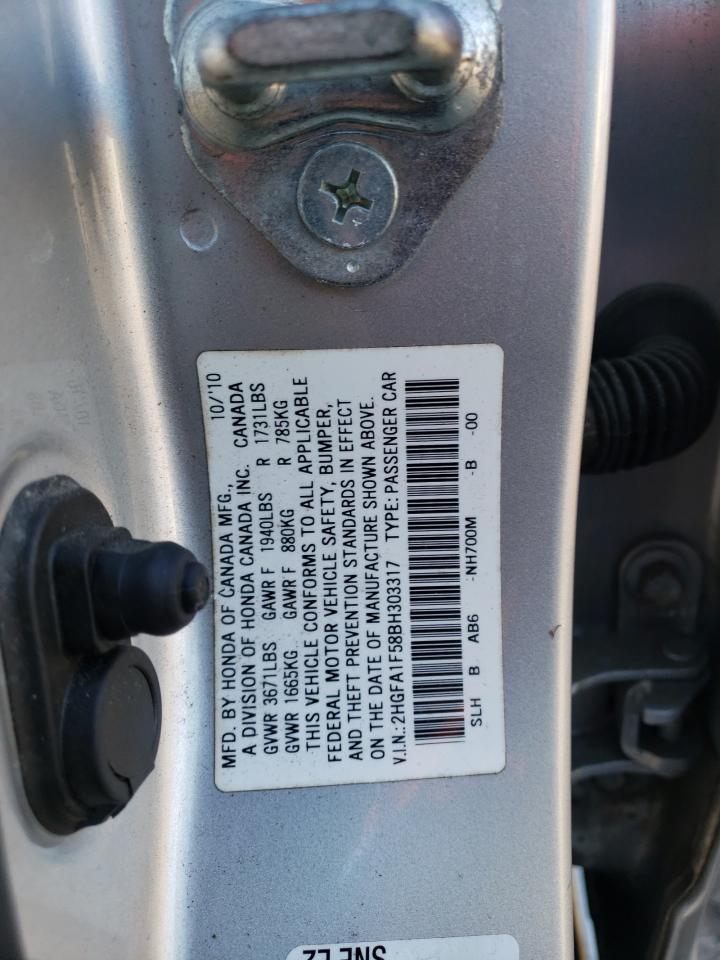 MFD. BY HONDA OF CANADA MFG., 10/'10
A DIVISION OF HONDA CANADA INC. CANADA
GVWR 3671LBS GAWR F 1940LBS R 1731LBS
GVWR 1665KG GAWR F 880KG R 785KG
THIS VEHICLE CONFORMS TO ALL APPLICABLE
FEDERAL MOTOR VEHICLE SAFETY, BUMPER,
AND THEFT PREVENTION STANDARDS IN EFFECT
ON THE DATE OF MANUFACTURE SHOWN ABOVE.
V.I.N.: 2HGFA1F58BH303317 TYPE: PASSENGER CAR
SLH B AB6 -NH700M -B -00